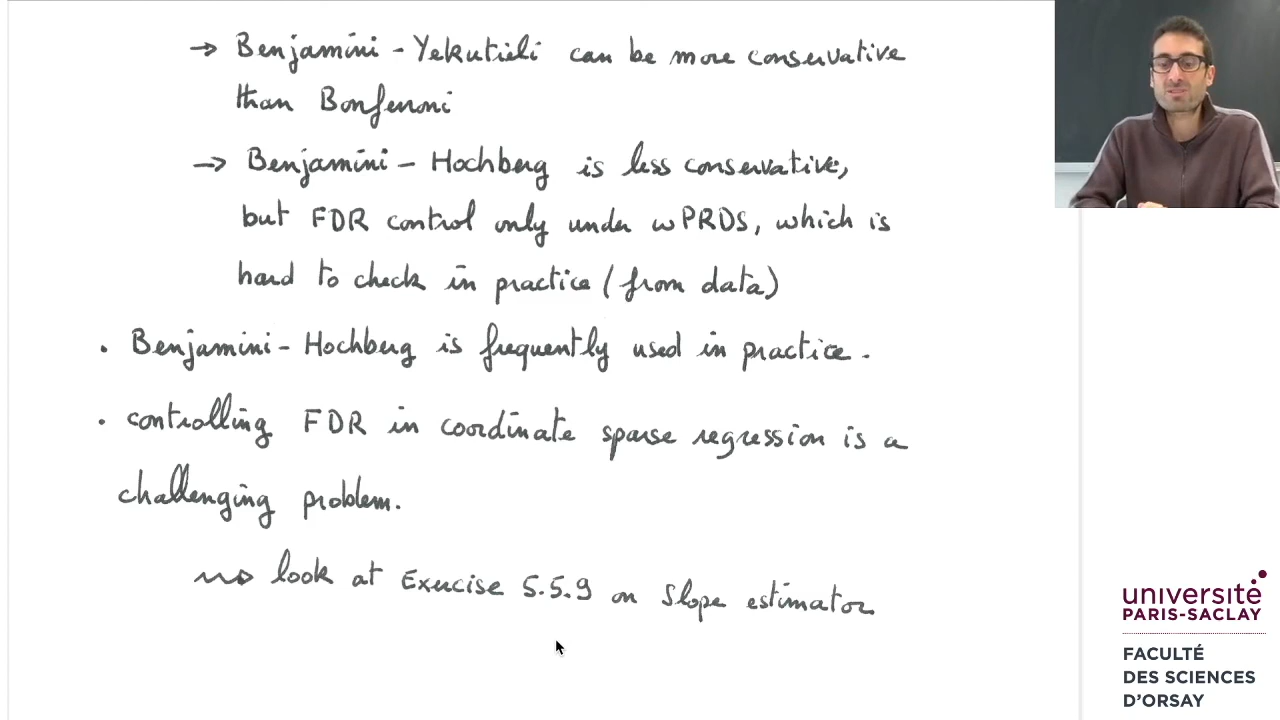 → Benjamini - Yekutieli can be more conservative
than Bonferroni
→ Benjamini - Hochberg is less conservative,
but FDR control only under wPRDS, which is
hard to check in practice (from data)
• Benjamini - Hochberg is frequently used in practice.
• controlling FDR in coordinate sparse regression is a
challenging problem.
look at Exercise 5.5.9 on Slope estimator
université
PARIS-SACLAY
FACULTÉ
DES SCIENCES
D'ORSAY